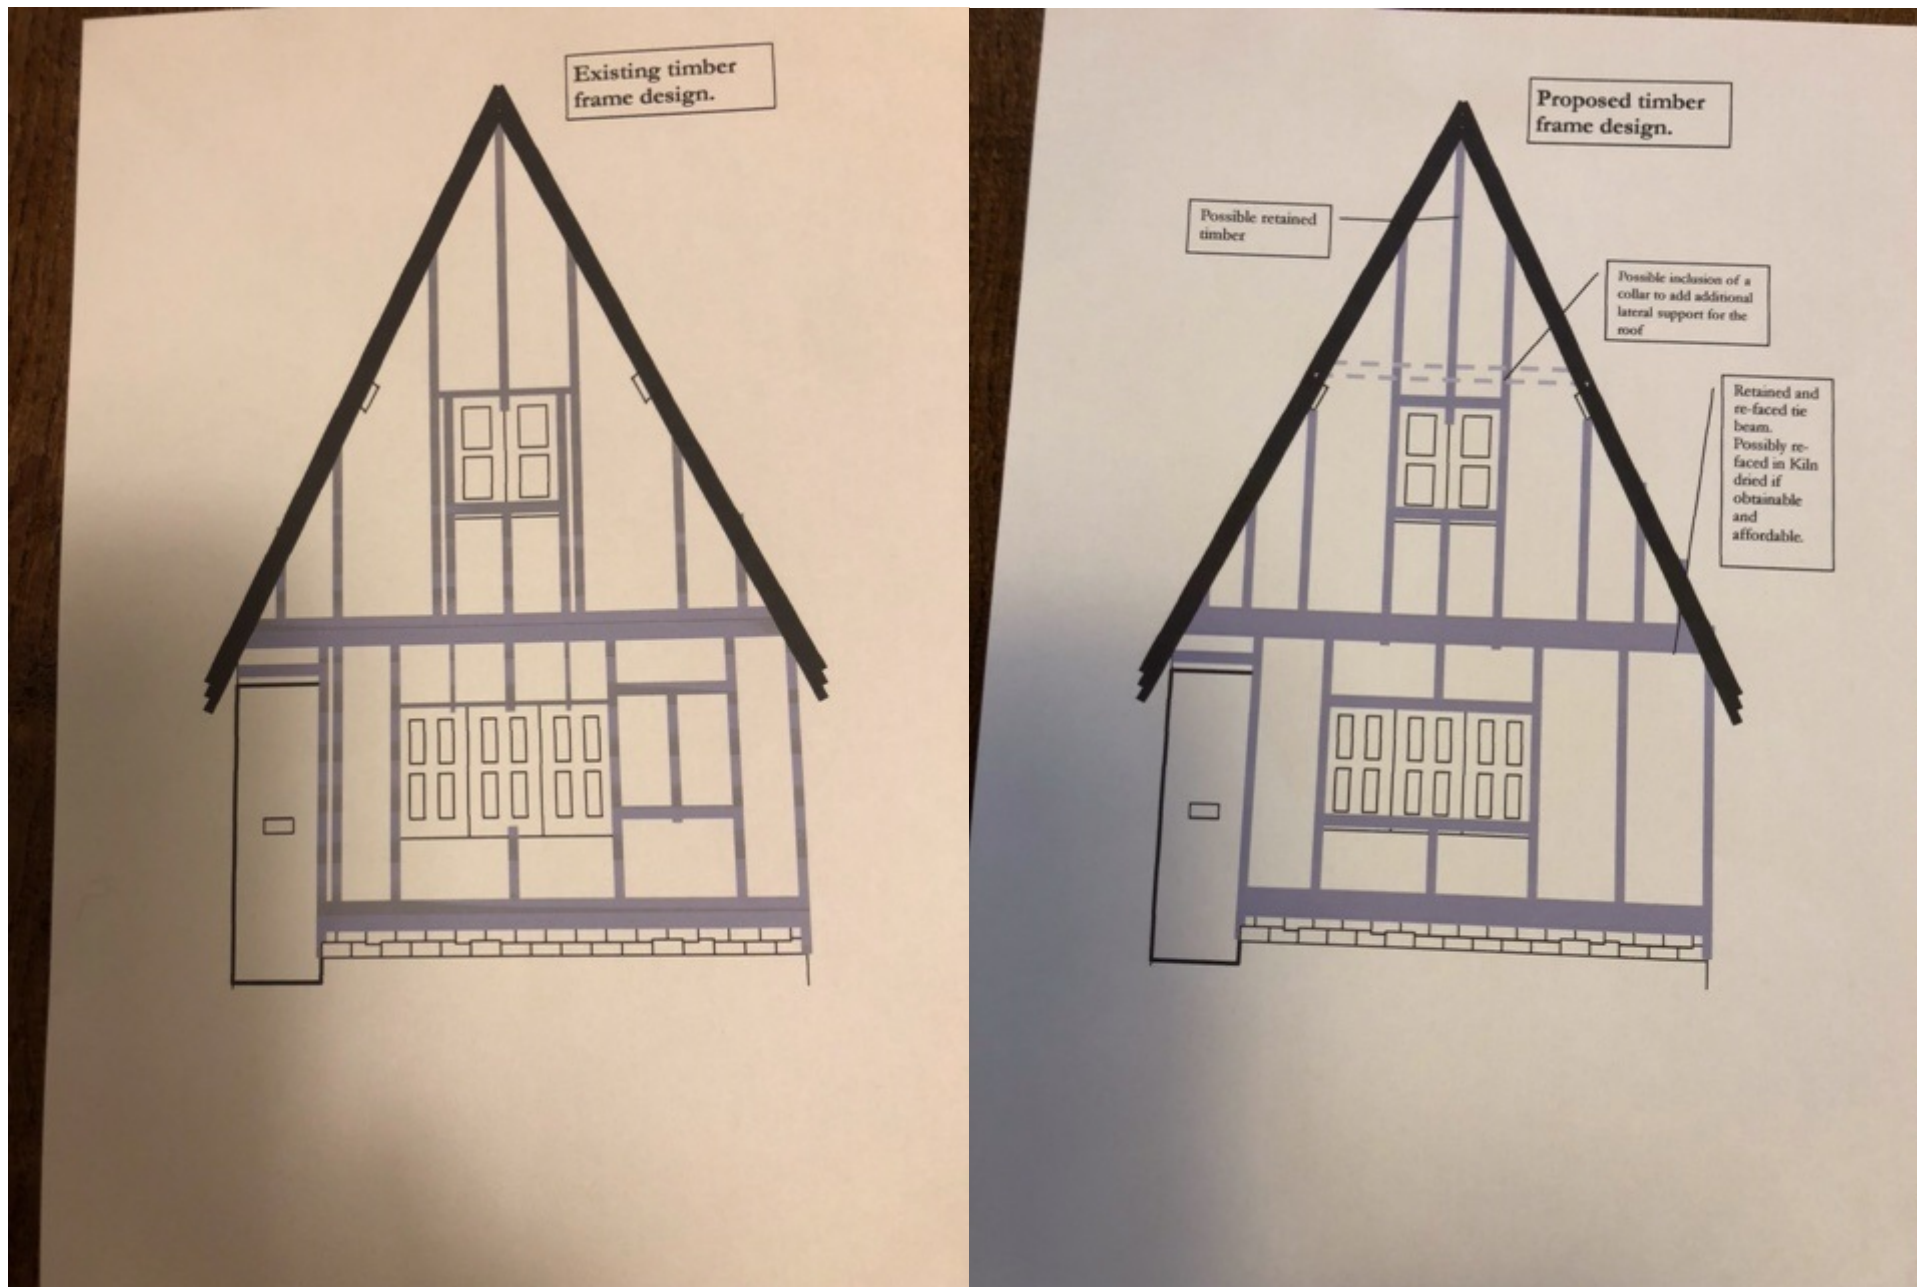 Existing timber
frame design.
Proposed timber
frame design.
Possible retained
timber
Possible inclusion of a
collar to add additional
lateral support for the
roof
Retained and
re-faced tie
beam.
Possibly re-
faced in Kiln
dried if
obtainable
and
affordable.